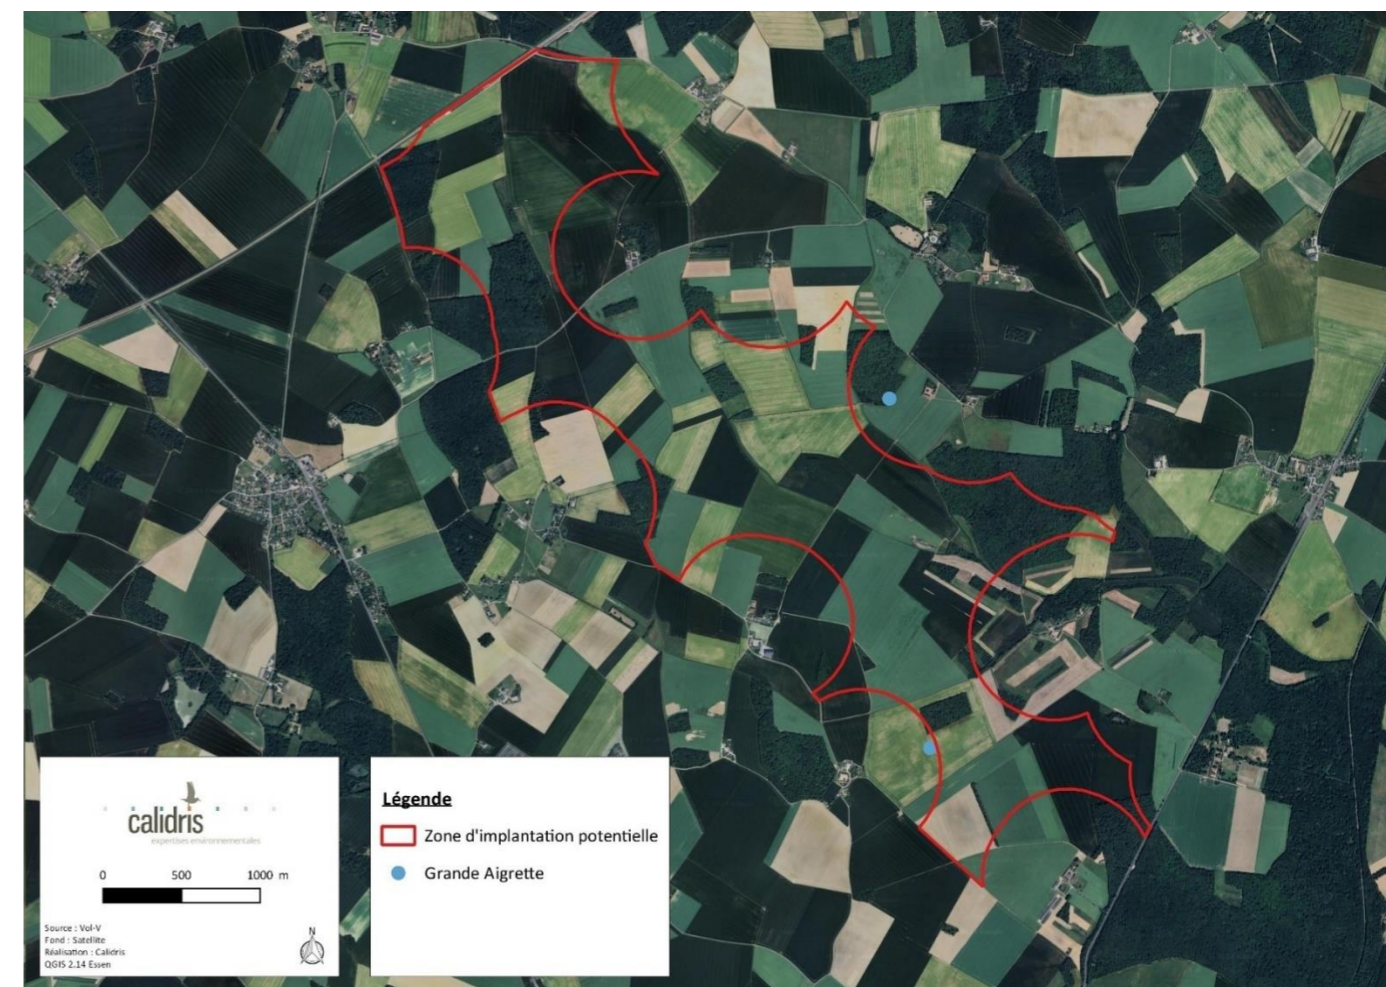 calidris
expertises environnementales
0 500 1000 m
Source : Vol-V
Fond : Satellite
Réalisation : Calidris
QGIS 2.14 Essen
N
Légende
Zone d'implantation potentielle
Grande Aigrette